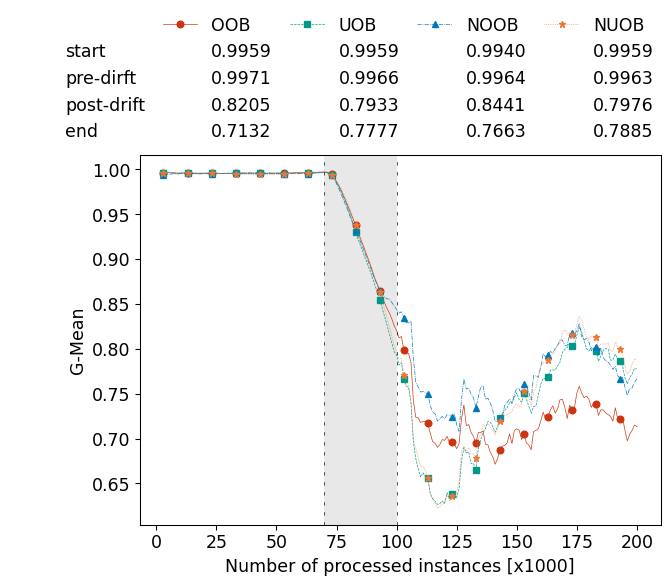 OOB UOB NOOB NUOB
start 0.9959 0.9959 0.9940 0.9959
pre-dirft 0.9971 0.9966 0.9964 0.9963
post-drift 0.8205 0.7933 0.8441 0.7976
end 0.7132 0.7777 0.7663 0.7885
1.00
0.95
0.90
0.85
0.80
0.75
0.70
0.65
G-Mean
0 25 50 75 100 125 150 175 200
Number of processed instances [x1000]